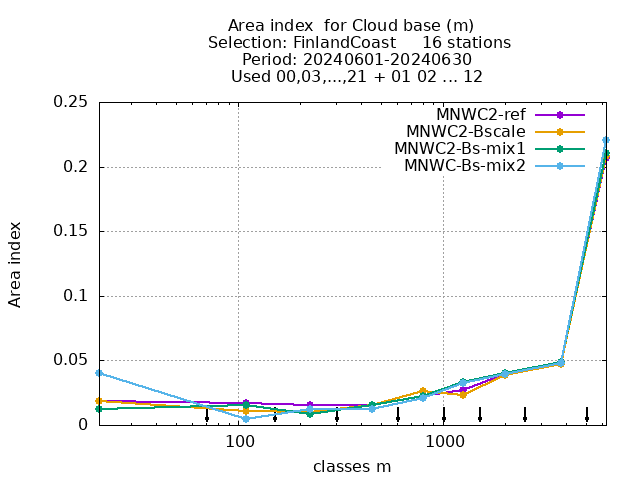 Area index  for Cloud base (m)
Selection: FinlandCoast     16 stations
Period: 20240601-20240630
Used 00,03,...,21 + 01 02 ... 12
MNWC2-ref
MNWC2-Bscale
MNWC2-Bs-mix1
MNWC-Bs-mix2
0.25
0.2
0.15
0.1
0.05
0
Area index
100
1000
classes m